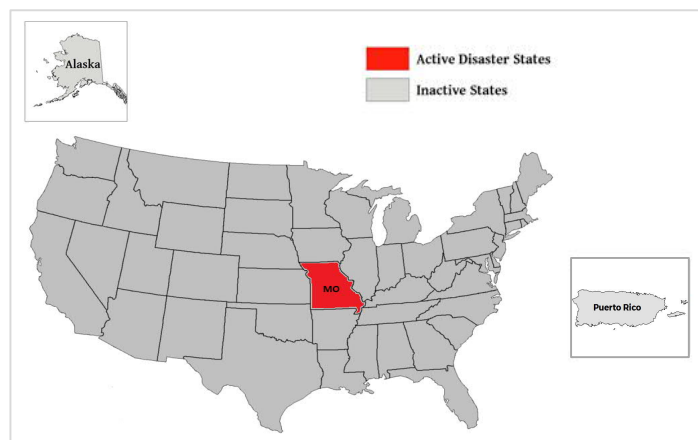 Alaska
Active Disaster States
Inactive States
MO
Puerto Rico